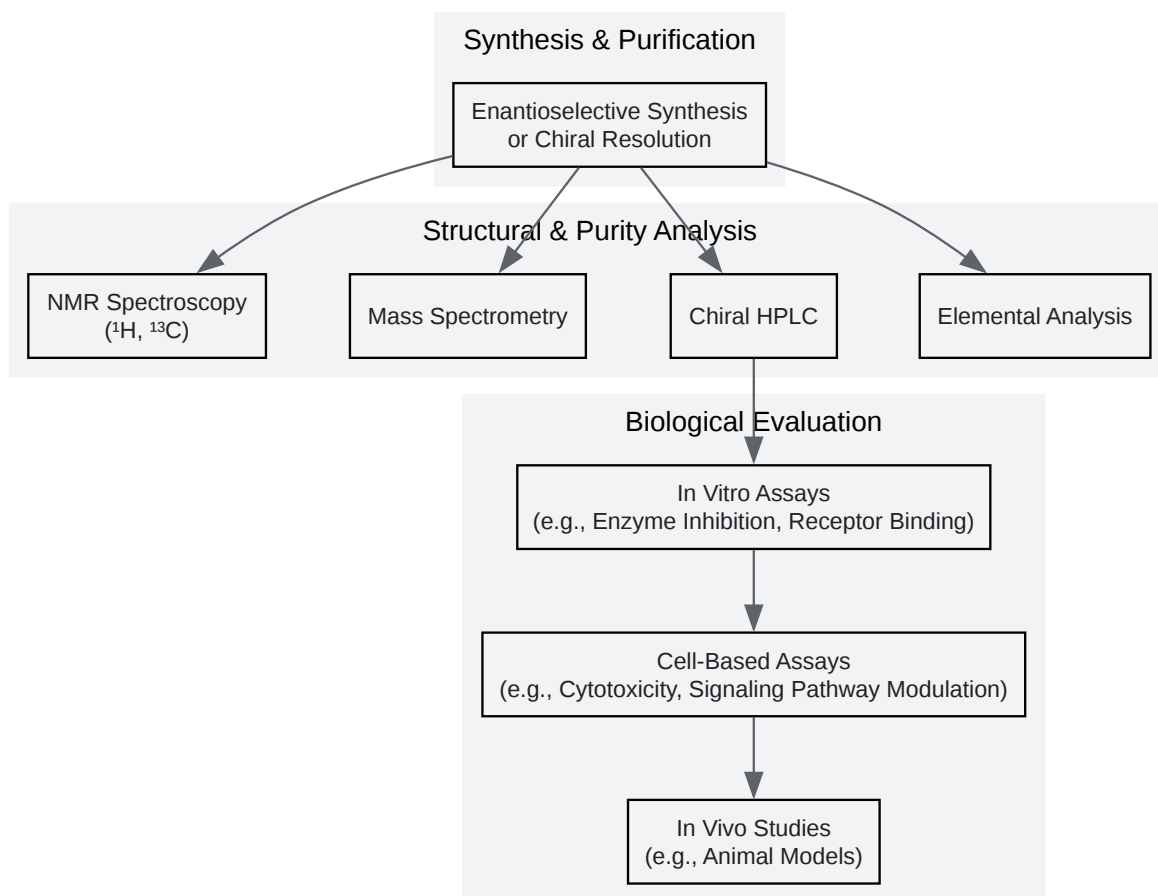 Synthesis & Purification
Enantioselective Synthesis
or Chiral Resolution
Structural & Purity Analysis
NMR Spectroscopy
(¹H, ¹³C)
Mass Spectrometry
Chiral HPLC
Elemental Analysis
Biological Evaluation
In Vitro Assays
(e.g., Enzyme Inhibition, Receptor Binding)
Cell-Based Assays
(e.g., Cytotoxicity, Signaling Pathway Modulation)
In Vivo Studies
(e.g., Animal Models)